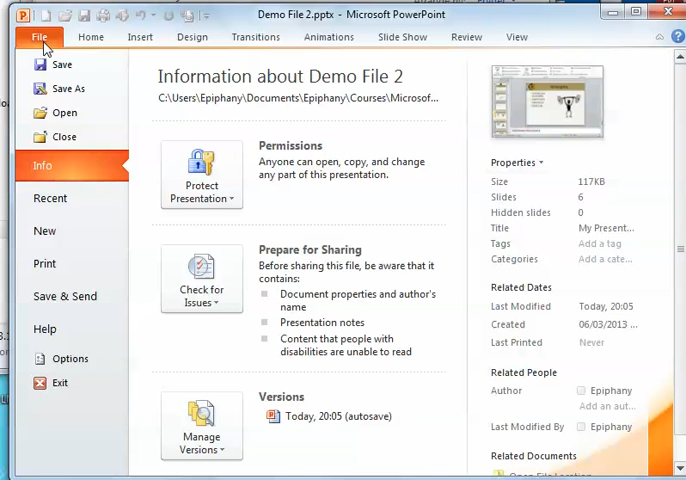 Demo File 2.pptx - Microsoft PowerPoint
File Home Insert Design Transitions Animations Slide Show Review View
Save
Save As
Open
Close
Info
Recent
New
Print
Save & Send
Help
Options
Exit
Information about Demo File 2
C:\Users\Epiphany\Documents\Epiphany\Courses\Microsof...
Protect
Presentation
Permissions
Anyone can open, copy, and change
any part of this presentation.
Check for
Issues
Prepare for Sharing
Before sharing this file, be aware that it
contains:
Document properties and author's
name
Presentation notes
Content that people with
disabilities are unable to read
Manage
Versions
Versions
Today, 20:05 (autosave)
Properties
Size 117KB
Slides 6
Hidden slides 0
Title My Present...
Tags Add a tag
Categories Add a cate...
Related Dates
Last Modified Today, 20:05
Created 06/03/2013 ...
Last Printed Never
Related People
Author Epiphany
Add an aut...
Last Modified By Epiphany
Related Documents
Open File Location